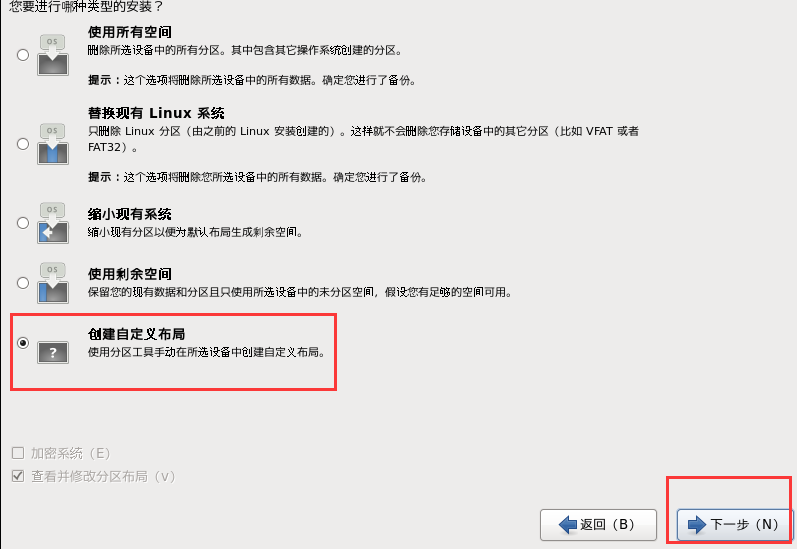 您要进行哪种类型的安装？
OS
使用所有空间
删除所选设备中的所有分区。其中包含其它操作系统创建的分区。
提示：这个选项将删除所选设备中的所有数据。确定您进行了备份。
OS
替换现有 Linux 系统
只删除 Linux 分区（由之前的 Linux 安装创建的）。这样就不会删除您存储设备中的其它分区（比如 VFAT 或者
FAT32）。
提示：这个选项将删除您所选设备中的所有数据。确定您进行了备份。
OS
缩小现有系统
缩小现有分区以便为默认布局生成剩余空间。
OS
使用剩余空间
保留您的现有数据和分区且只使用所选设备中的未分区空间，假设您有足够的空间可用。
?
创建自定义布局
使用分区工具手动在所选设备中创建自定义布局。
加密系统（E）
查看并修改分区布局（v）
返回（B）
下一步（N）